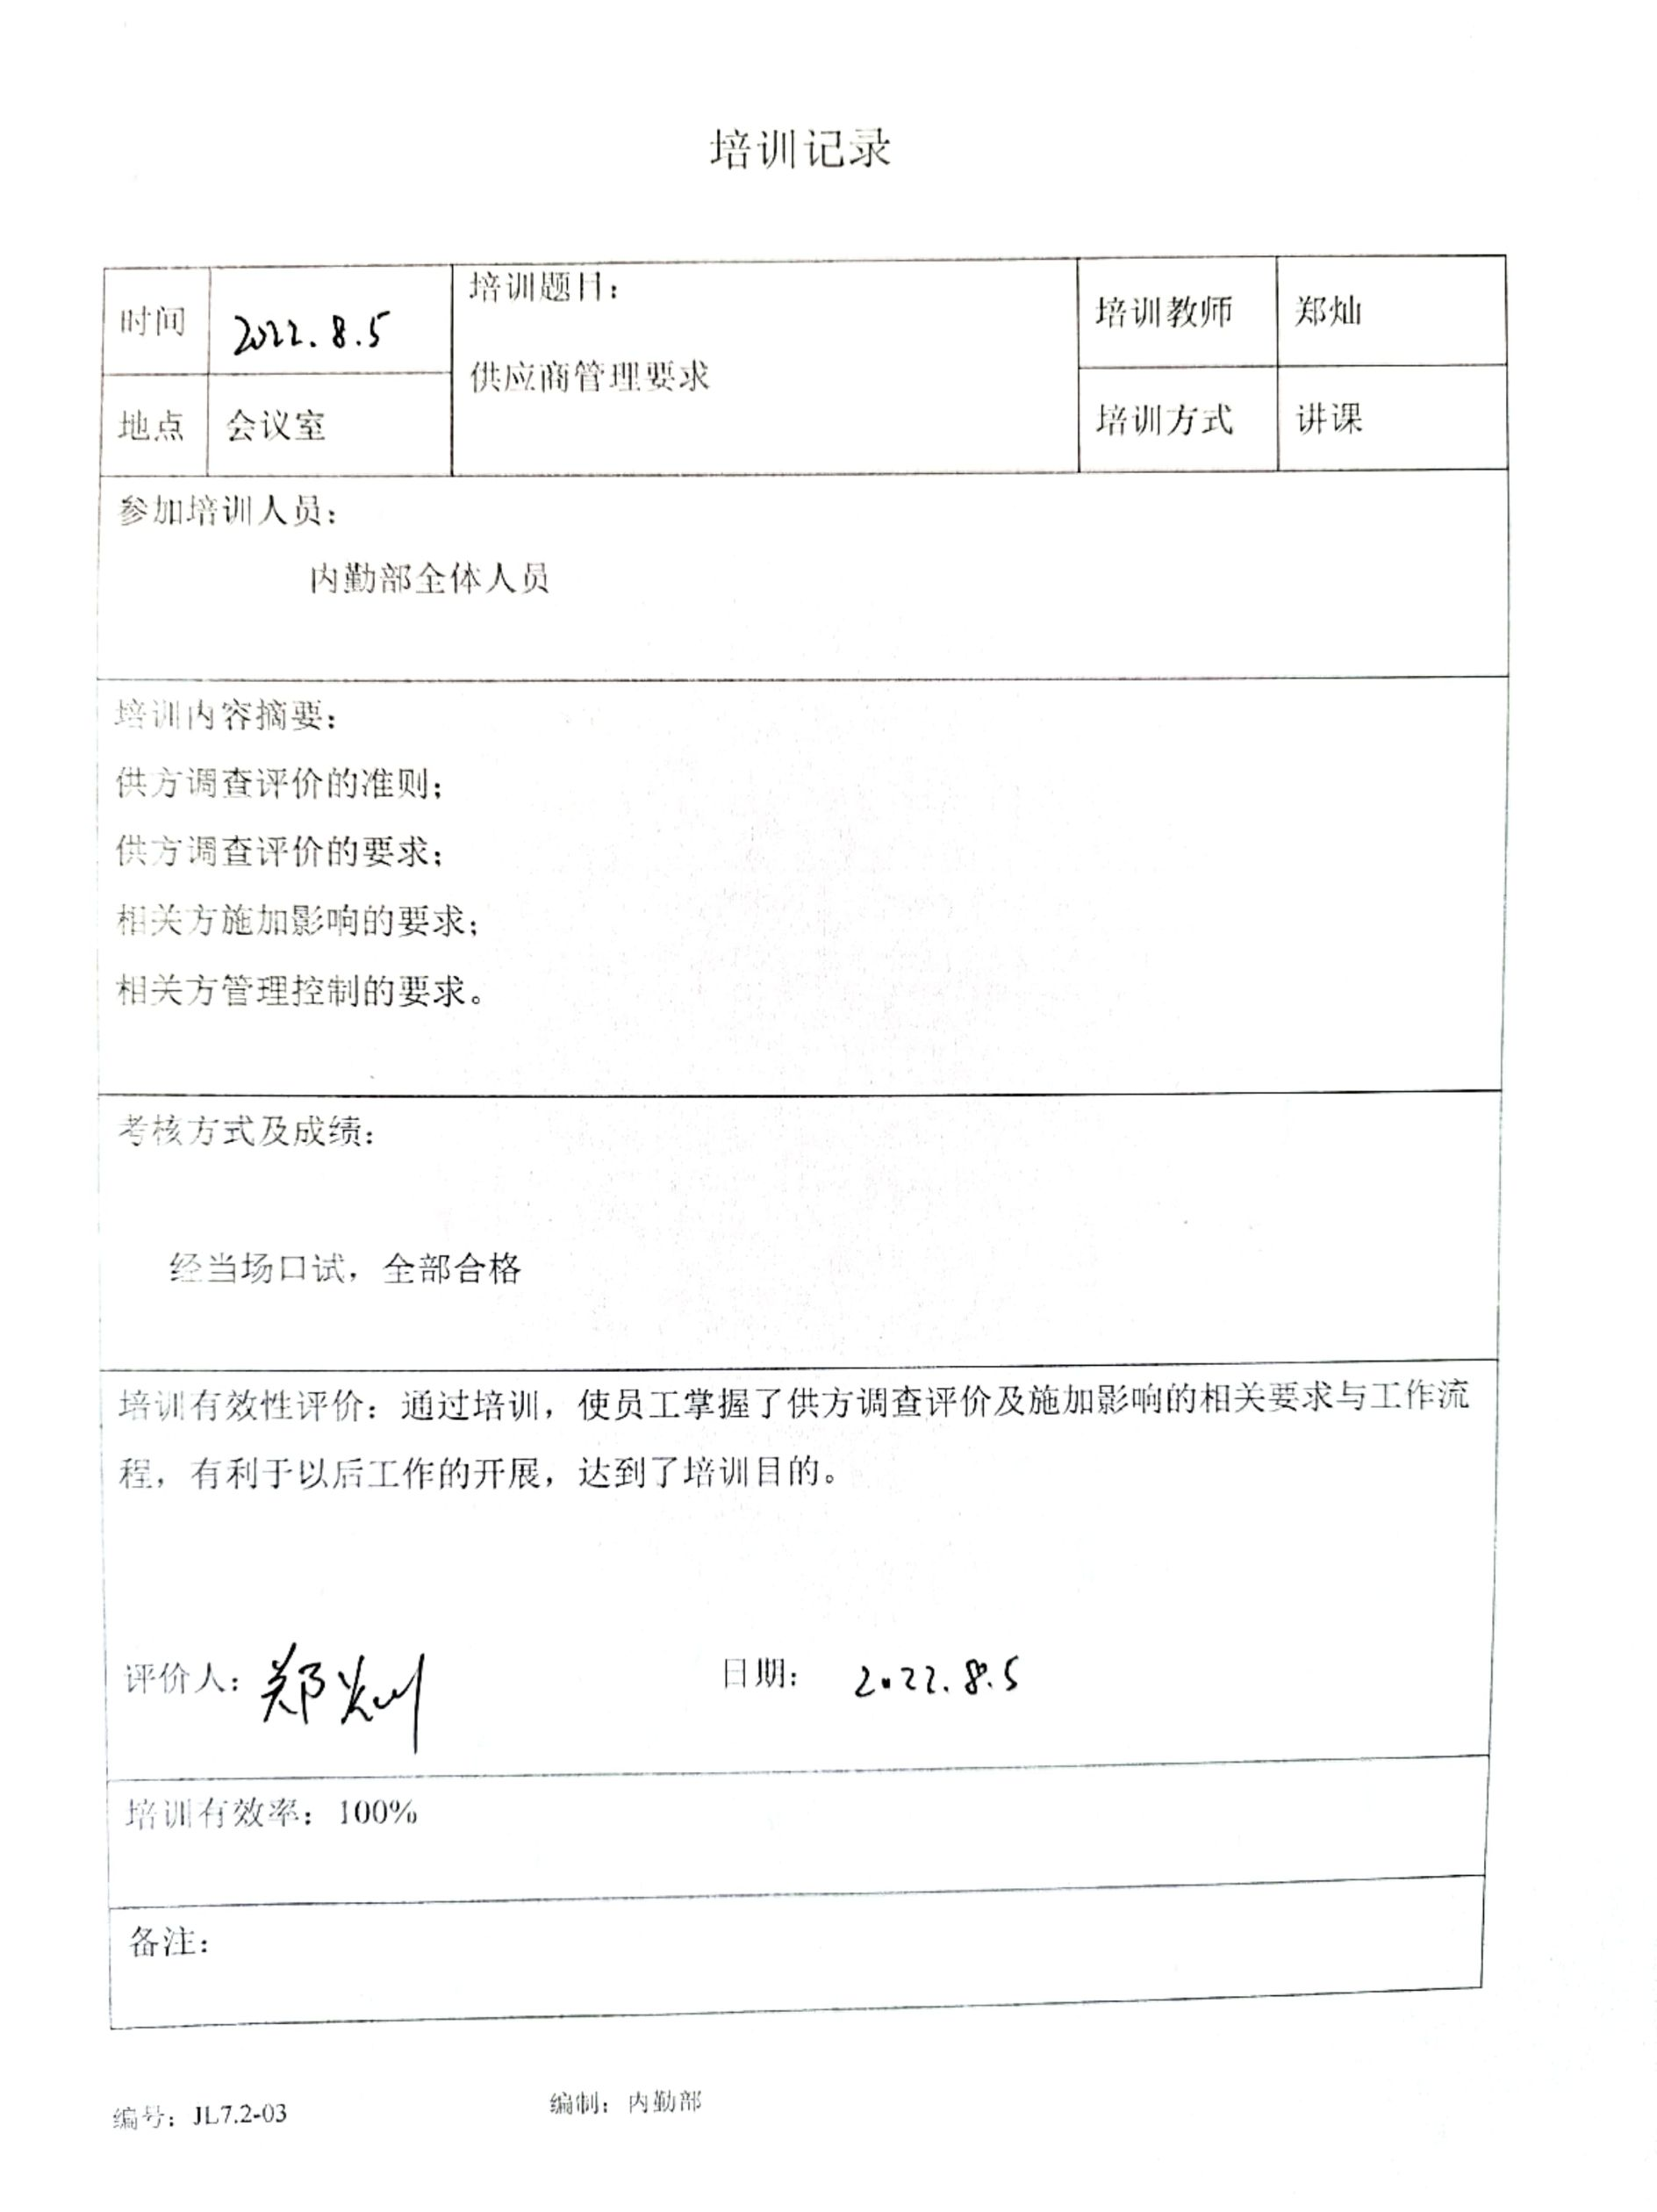 培训记录
时间
2022.8.5
培训题目：
供应商管理要求
培训教师
郑灿
地点
会议室
培训方式
讲课
参加培训人员：
内勤部全体人员
培训内容摘要：
供方调查评价的准则；
供方调查评价的要求；
相关方施加影响的要求；
相关方管理控制的要求。
考核方式及成绩：
经当场口试，全部合格
培训有效性评价：通过培训，使员工掌握了供方调查评价及施加影响的相关要求与工作流
程，有利于以后工作的开展，达到了培训目的。
评价人：郑灿
日期： 2022.8.5
培训有效率：100%
备注：
编号：JL7.2-03
编制：内勤部